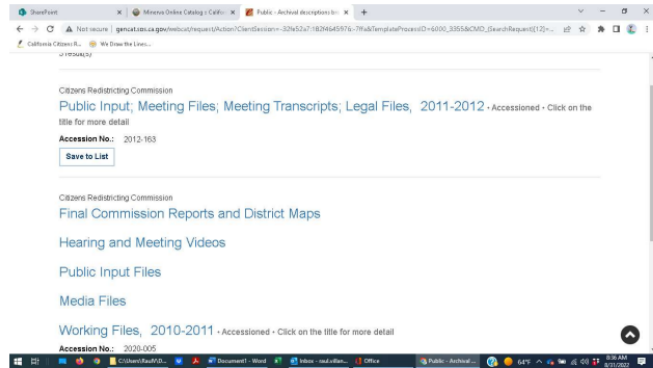 SharePoint
Minerva Online Catalog : Califor
Public - Archival descriptions
Not secure
California Citizens R...
We Draw the Lines...
Citizens Redistricting Commission
Public Input; Meeting Files; Meeting Transcripts; Legal Files, 2011-2012 - Accessioned - Click on the
title for more detail
Accession No.: 2012-163
Save to List
Citizens Redistricting Commission
Final Commission Reports and District Maps
Hearing and Meeting Videos
Public Input Files
Media Files
Working Files, 2010-2011 - Accessioned - Click on the title for more detail
Accession No.: 2020-005
Document1 - Word
Office
Public - Archival ...
64°F
9:36 AM
8/31/2022